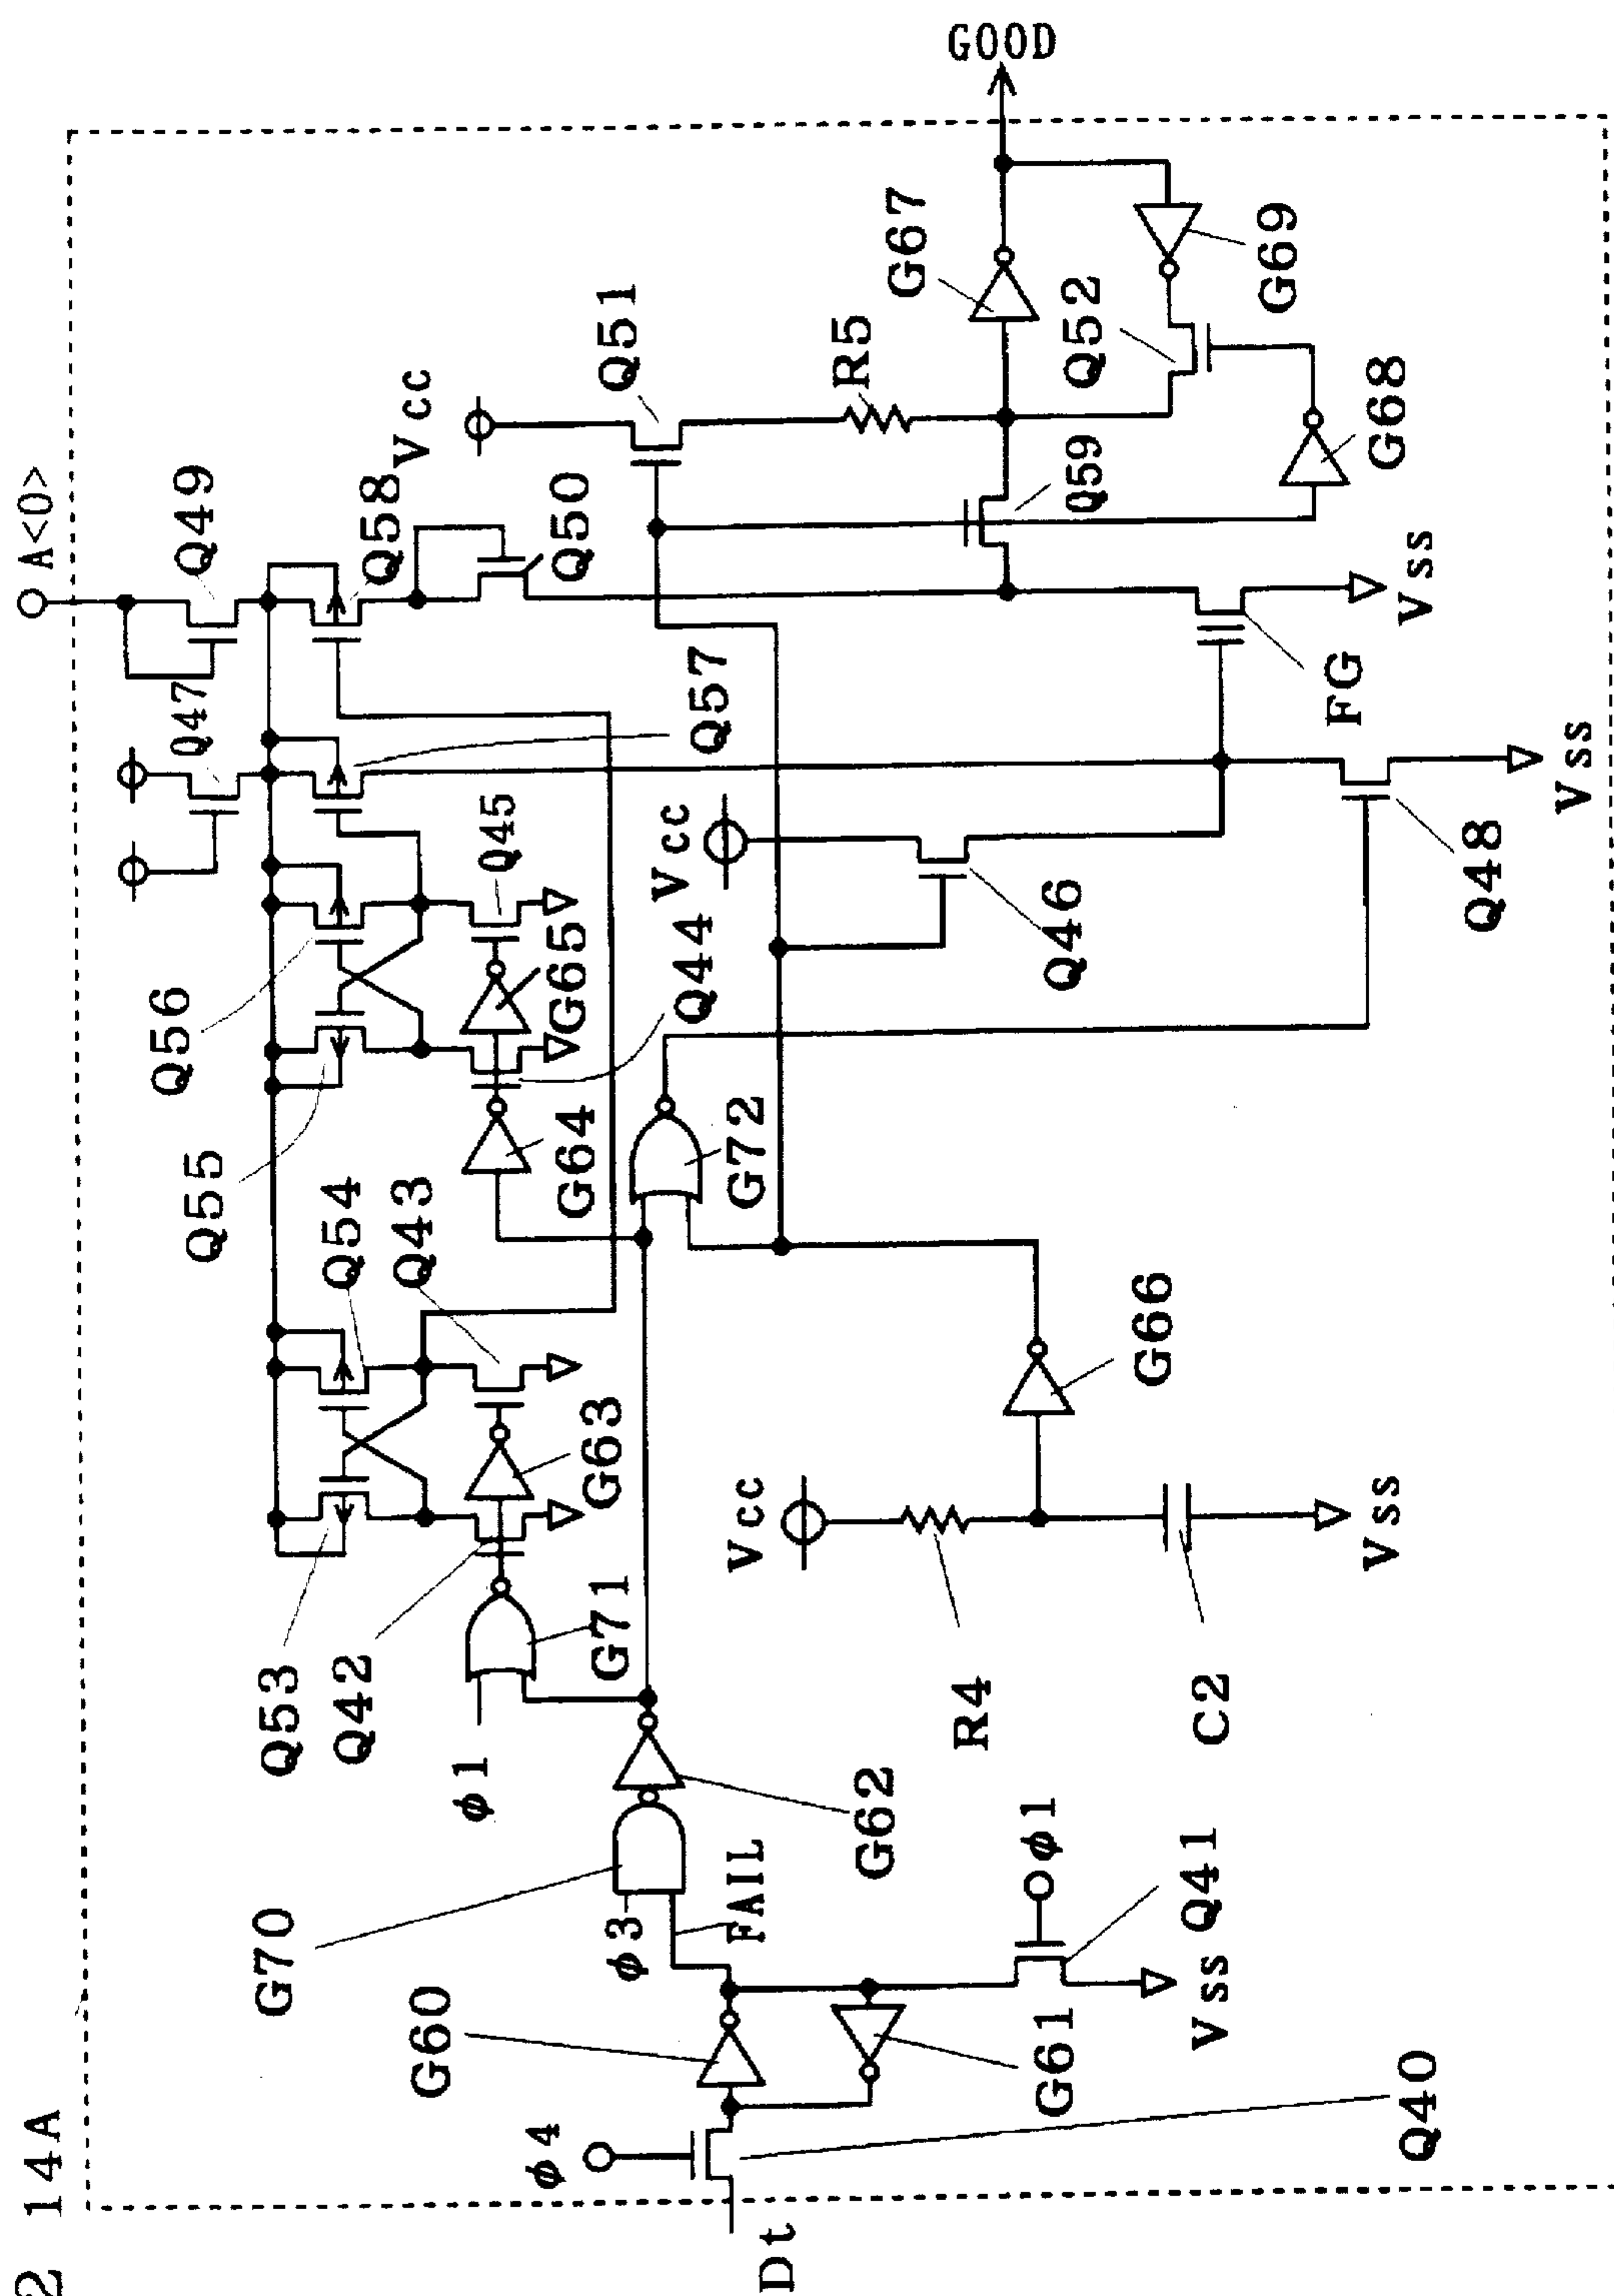 2 14A
A<0>
GOOD
Q47
Q49
Q58
Vcc
Q51
G67
R5
Q50
Q52
G69
Q59
G68
Vss
FG
Q57
Q45
Vcc
Q46
Q48
Vss
Q56
Q55
G65
Q44
G64
G72
Q54
Q43
G63
G66
Vcc
R4
C2
Vss
Q53
Q42
G71
φ1
G62
G70
φ3
FAIL
φ1
Q41
Vss
G60
G61
φ4
Q40
Dt